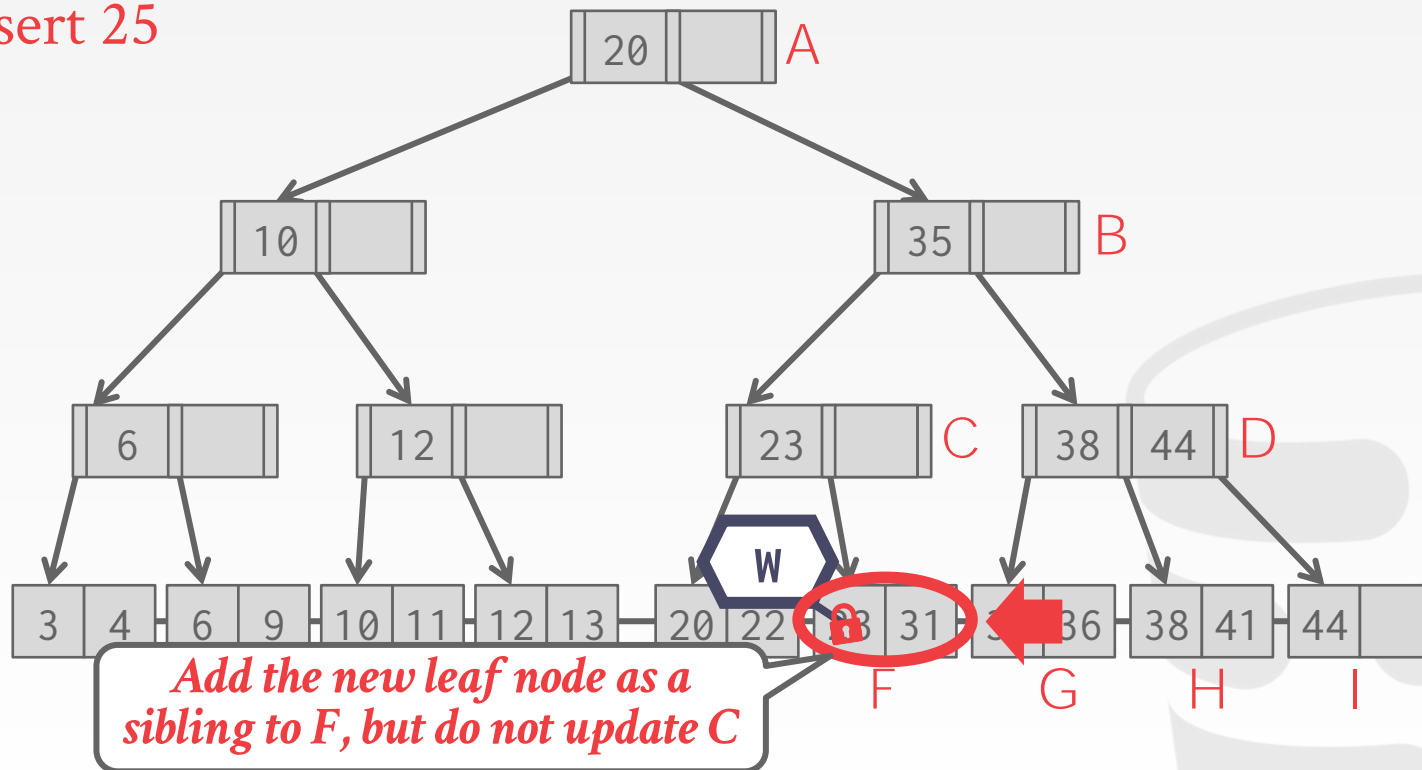 sert 25
20 A
10 35 B
6 12 23 C 38 44 D
W
3 4 6 9 10 11 12 13 20 22 31 36 38 41 44
F G H I
Add the new leaf node as a
sibling to F, but do not update C